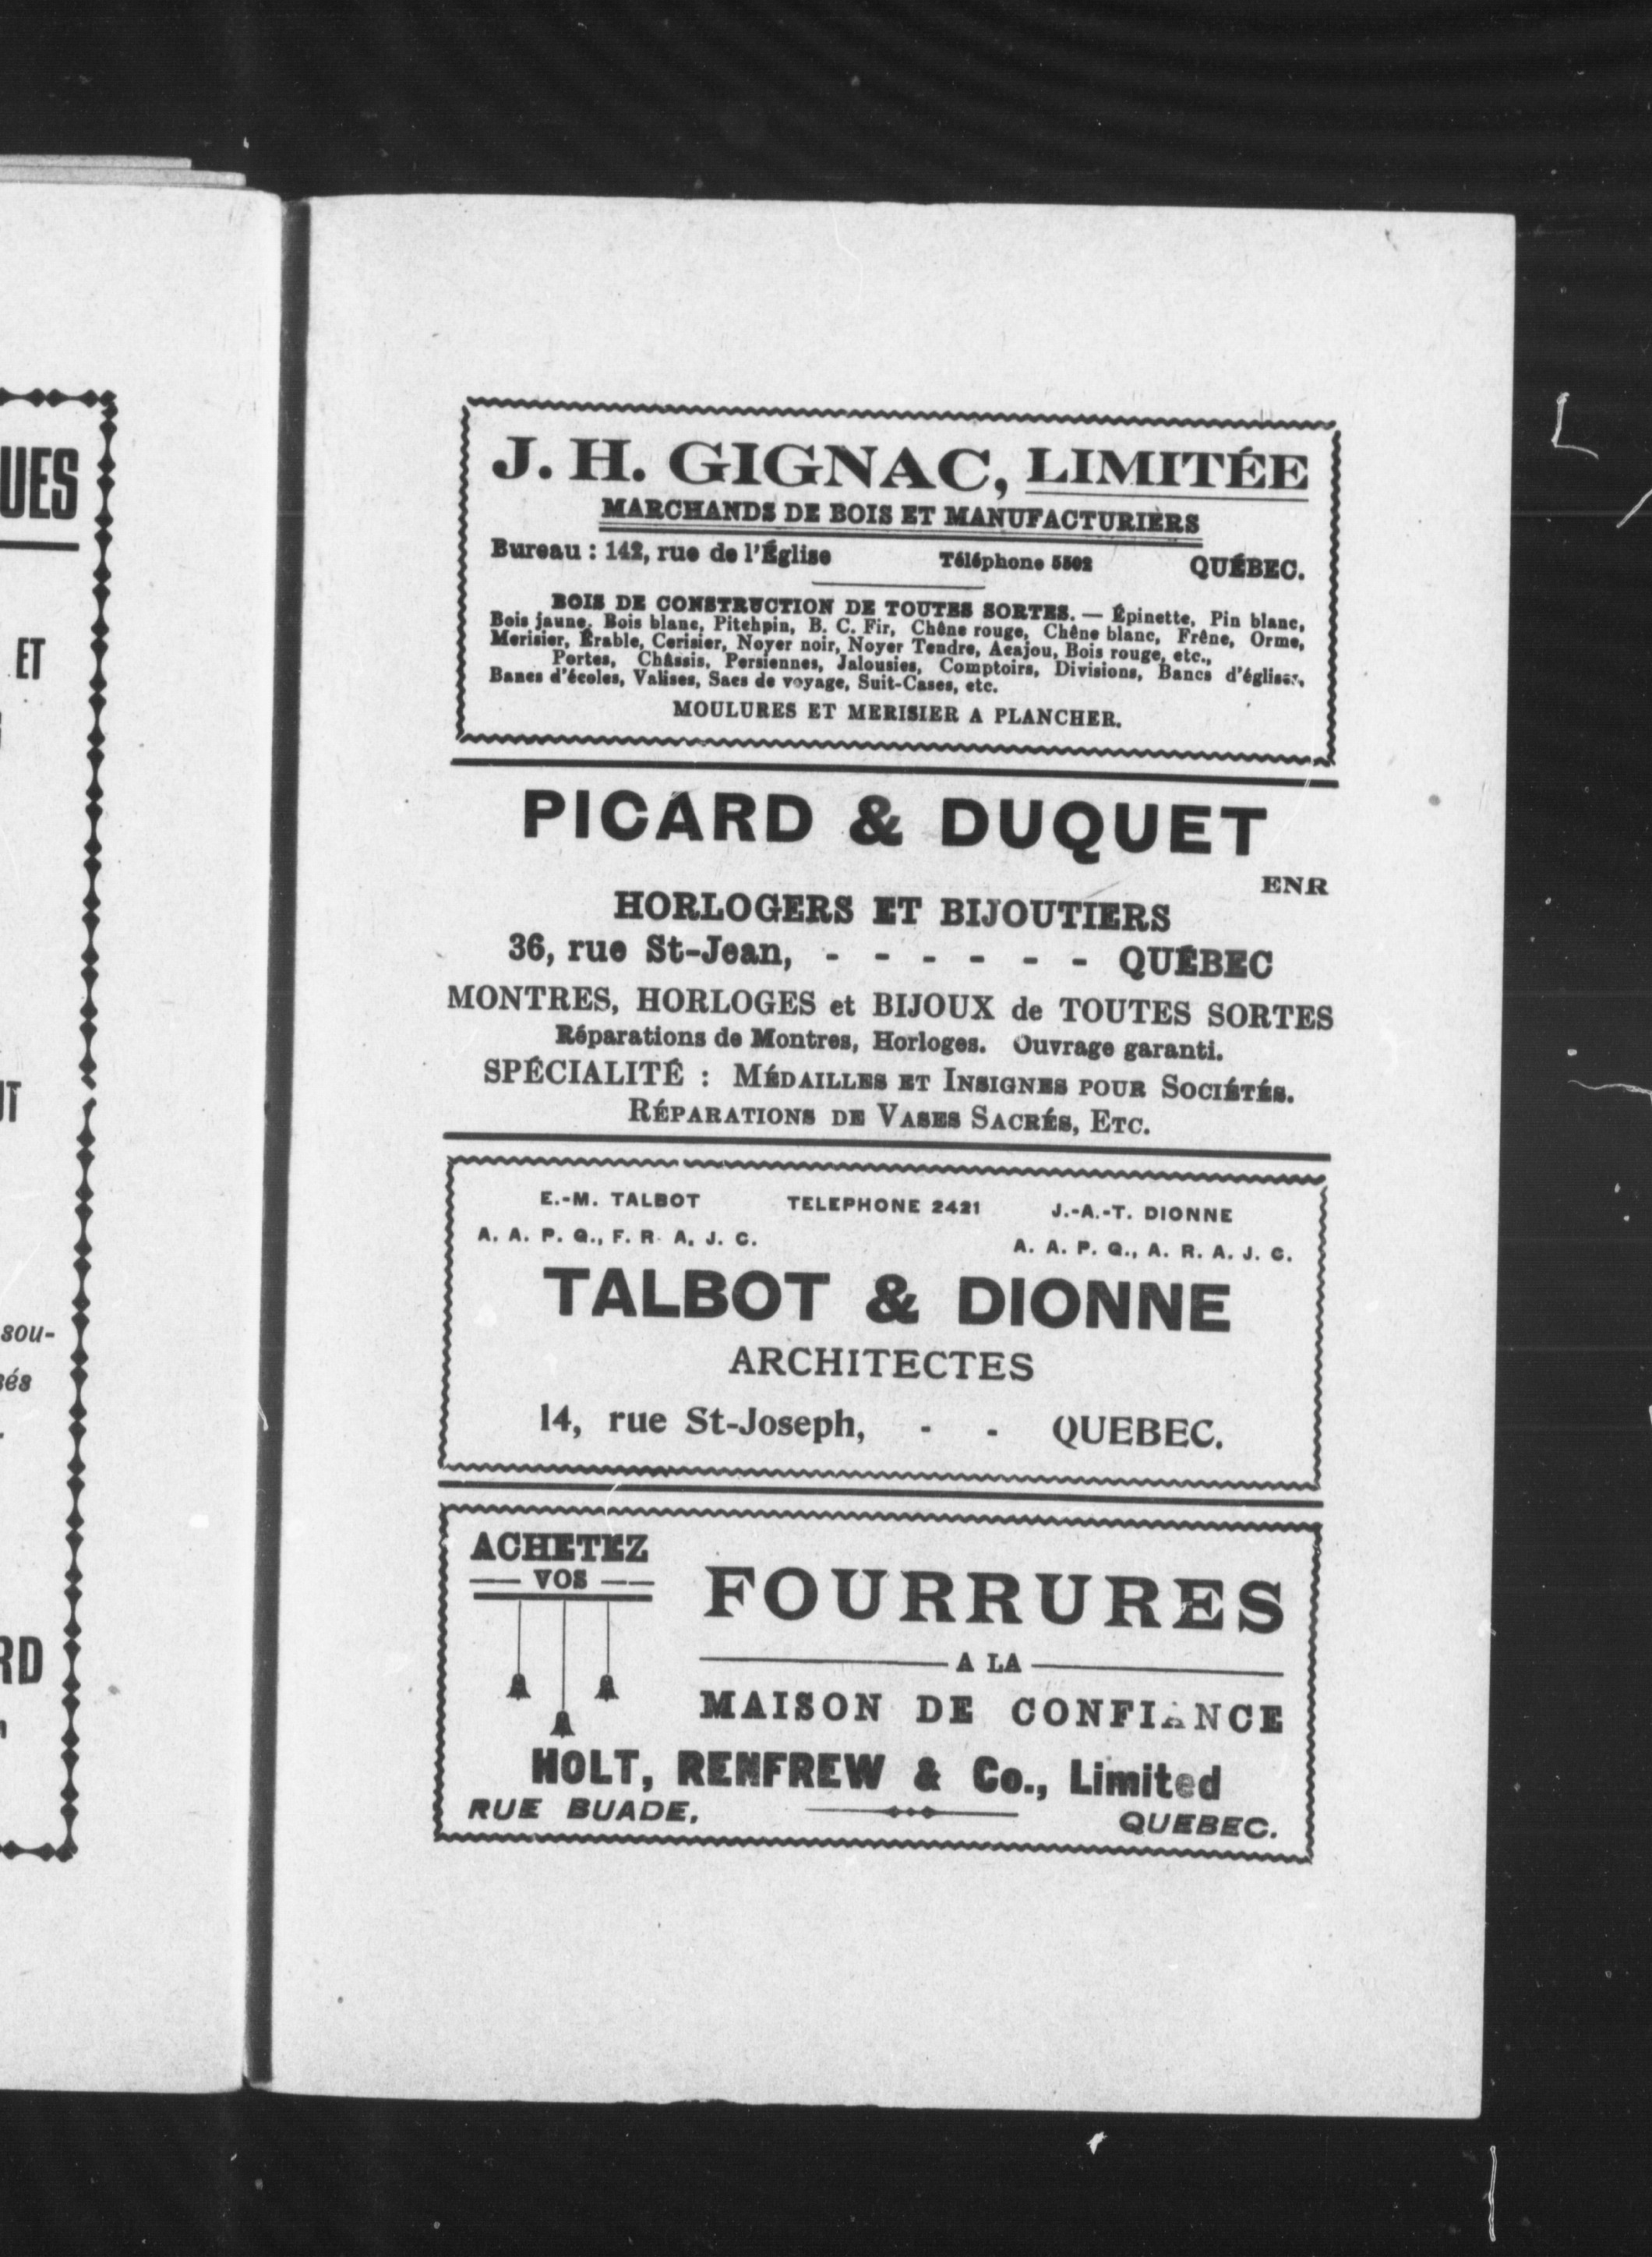 UES
ET
UT
sou-
sés
RD
J. H. GIGNAC, LIMITÉE
MARCHANDS DE BOIS ET MANUFACTURIERS
Bureau : 142, rue de l'Église Téléphone 5502 QUÉBEC.
BOIS DE CONSTRUCTION DE TOUTES SORTES. — Épinette, Pin blanc,
Bois jaune, Bois blanc, Pitchpin, B. C. Fir, Chêne rouge, Chêne blanc, Frêne, Orme,
Merisier, Érable, Cerisier, Noyer noir, Noyer Tendre, Acajou, Bois rouge, etc.,
Portes, Châssis, Persiennes, Jalousies, Comptoirs, Divisions, Bancs d'églises,
Bancs d'écoles, Valises, Sacs de voyage, Suit-Cases, etc.
MOULURES ET MERISIER A PLANCHER.
PICARD & DUQUET
ENR
HORLOGERS ET BIJOUTIERS
36, rue St-Jean, - - - - - - QUÉBEC
MONTRES, HORLOGES et BIJOUX de TOUTES SORTES
Réparations de Montres, Horloges. Ouvrage garanti.
SPÉCIALITÉ : MÉDAILLES ET INSIGNES POUR SOCIÉTÉS.
RÉPARATIONS DE VASES SACRÉS, ETC.
E.-M. TALBOT TELEPHONE 2421 J.-A.-T. DIONNE
A. A. P. Q., F. R. A. J. C. A. A. P. Q., A. R. A. J. C.
TALBOT & DIONNE
ARCHITECTES
14, rue St-Joseph, - - QUEBEC.
ACHETEZ
VOS
FOURRURES
A LA
MAISON DE CONFIANCE
HOLT, RENFREW & Co., Limited
RUE BUADE. QUEBEC.